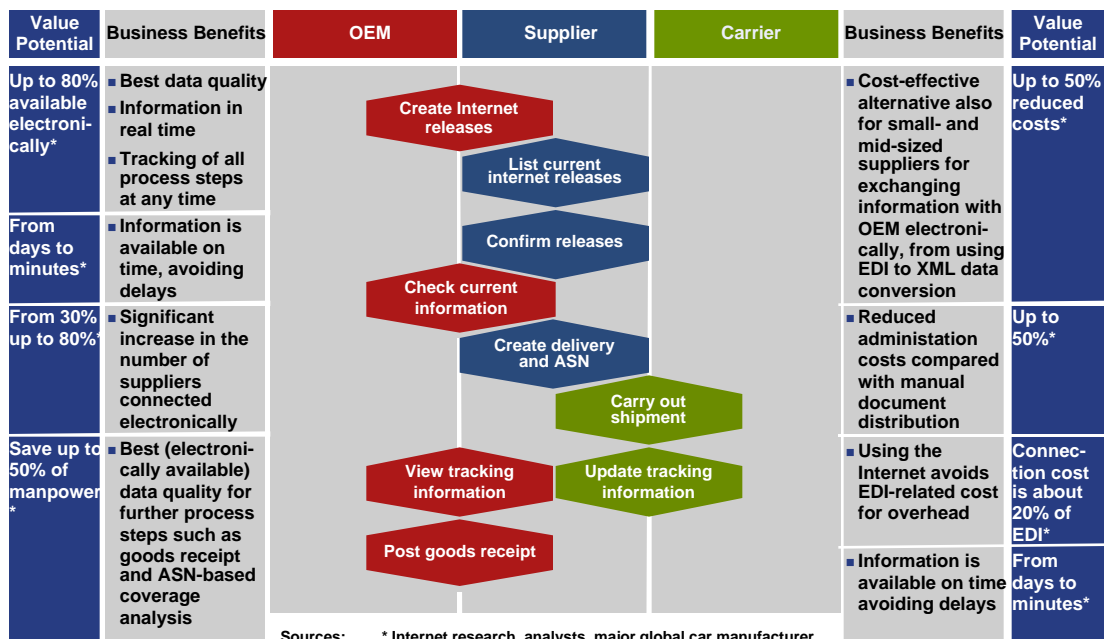 Value
Potential
Business Benefits
OEM
Supplier
Carrier
Business Benefits
Value
Potential
Up to 80%
available
electroni-
cally*
Best data quality
Information in
real time
Tracking of all
process steps
at any time
From
days to
minutes*
Information is
available on
time, avoiding
delays
From 30%
up to 80%*
Significant
increase in the
number of
suppliers
connected
electronically
Save up to
50% of
manpower
*
Best (electroni-
cally available)
data quality for
further process
steps such as
goods receipt
and ASN-based
coverage
analysis
Create Internet
releases
List current
internet releases
Confirm releases
Check current
information
Create delivery
and ASN
Carry out
shipment
View tracking
information
Update tracking
information
Post goods receipt
Cost-effective
alternative also
for small- and
mid-sized
suppliers for
exchanging
information with
OEM electroni-
cally, from using
EDI to XML data
conversion
Up to 50%
reduced
costs*
Reduced
administation
costs compared
with manual
document
distribution
Up to
50%*
Using the
Internet avoids
EDI-related cost
for overhead
Connec-
tion cost
is about
20% of
EDI*
Information is
available on time
avoiding delays
From
days to
minutes*
Sources: * Internet research, analysts, major global car manufacturer